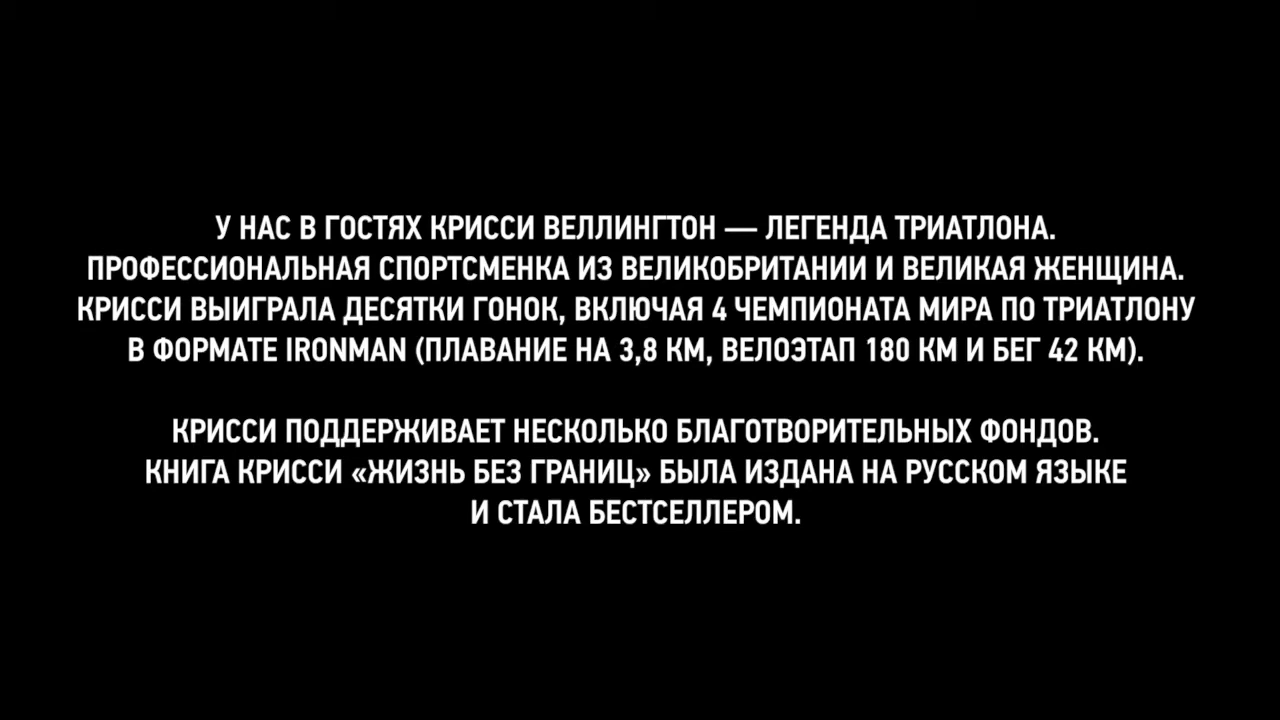 У НАС В ГОСТЯХ КРИССИ ВЕЛЛИНГТОН — ЛЕГЕНДА ТРИАТЛОНА.
ПРОФЕССИОНАЛЬНАЯ СПОРТСМЕНКА ИЗ ВЕЛИКОБРИТАНИИ И ВЕЛИКАЯ ЖЕНЩИНА.
КРИССИ ВЫИГРАЛА ДЕСЯТКИ ГОНОК, ВКЛЮЧАЯ 4 ЧЕМПИОНАТА МИРА ПО ТРИАТЛОНУ
В ФОРМАТЕ IRONMAN (ПЛАВАНИЕ НА 3,8 КМ, ВЕЛОЭТАП 180 КМ И БЕГ 42 КМ).
КРИССИ ПОДДЕРЖИВАЕТ НЕСКОЛЬКО БЛАГОТВОРИТЕЛЬНЫХ ФОНДОВ.
КНИГА КРИССИ «ЖИЗНЬ БЕЗ ГРАНИЦ» БЫЛА ИЗДАНА НА РУССКОМ ЯЗЫКЕ
И СТАЛА БЕСТСЕЛЛЕРОМ.